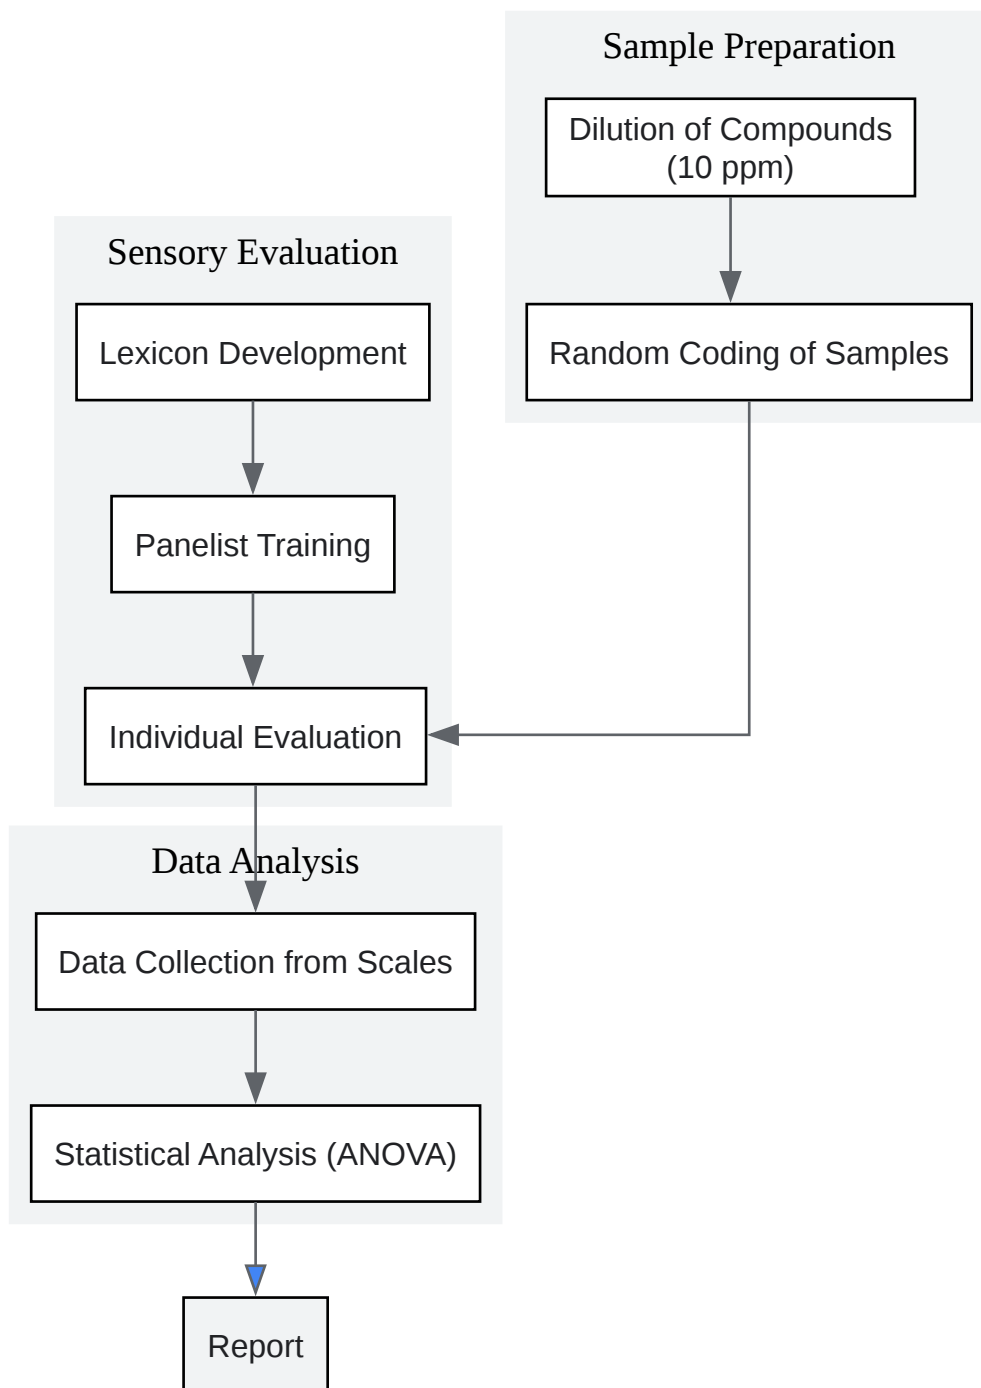 Sample Preparation
Dilution of Compounds
(10 ppm)
Random Coding of Samples
Sensory Evaluation
Lexicon Development
Panelist Training
Individual Evaluation
Data Analysis
Data Collection from Scales
Statistical Analysis (ANOVA)
Report